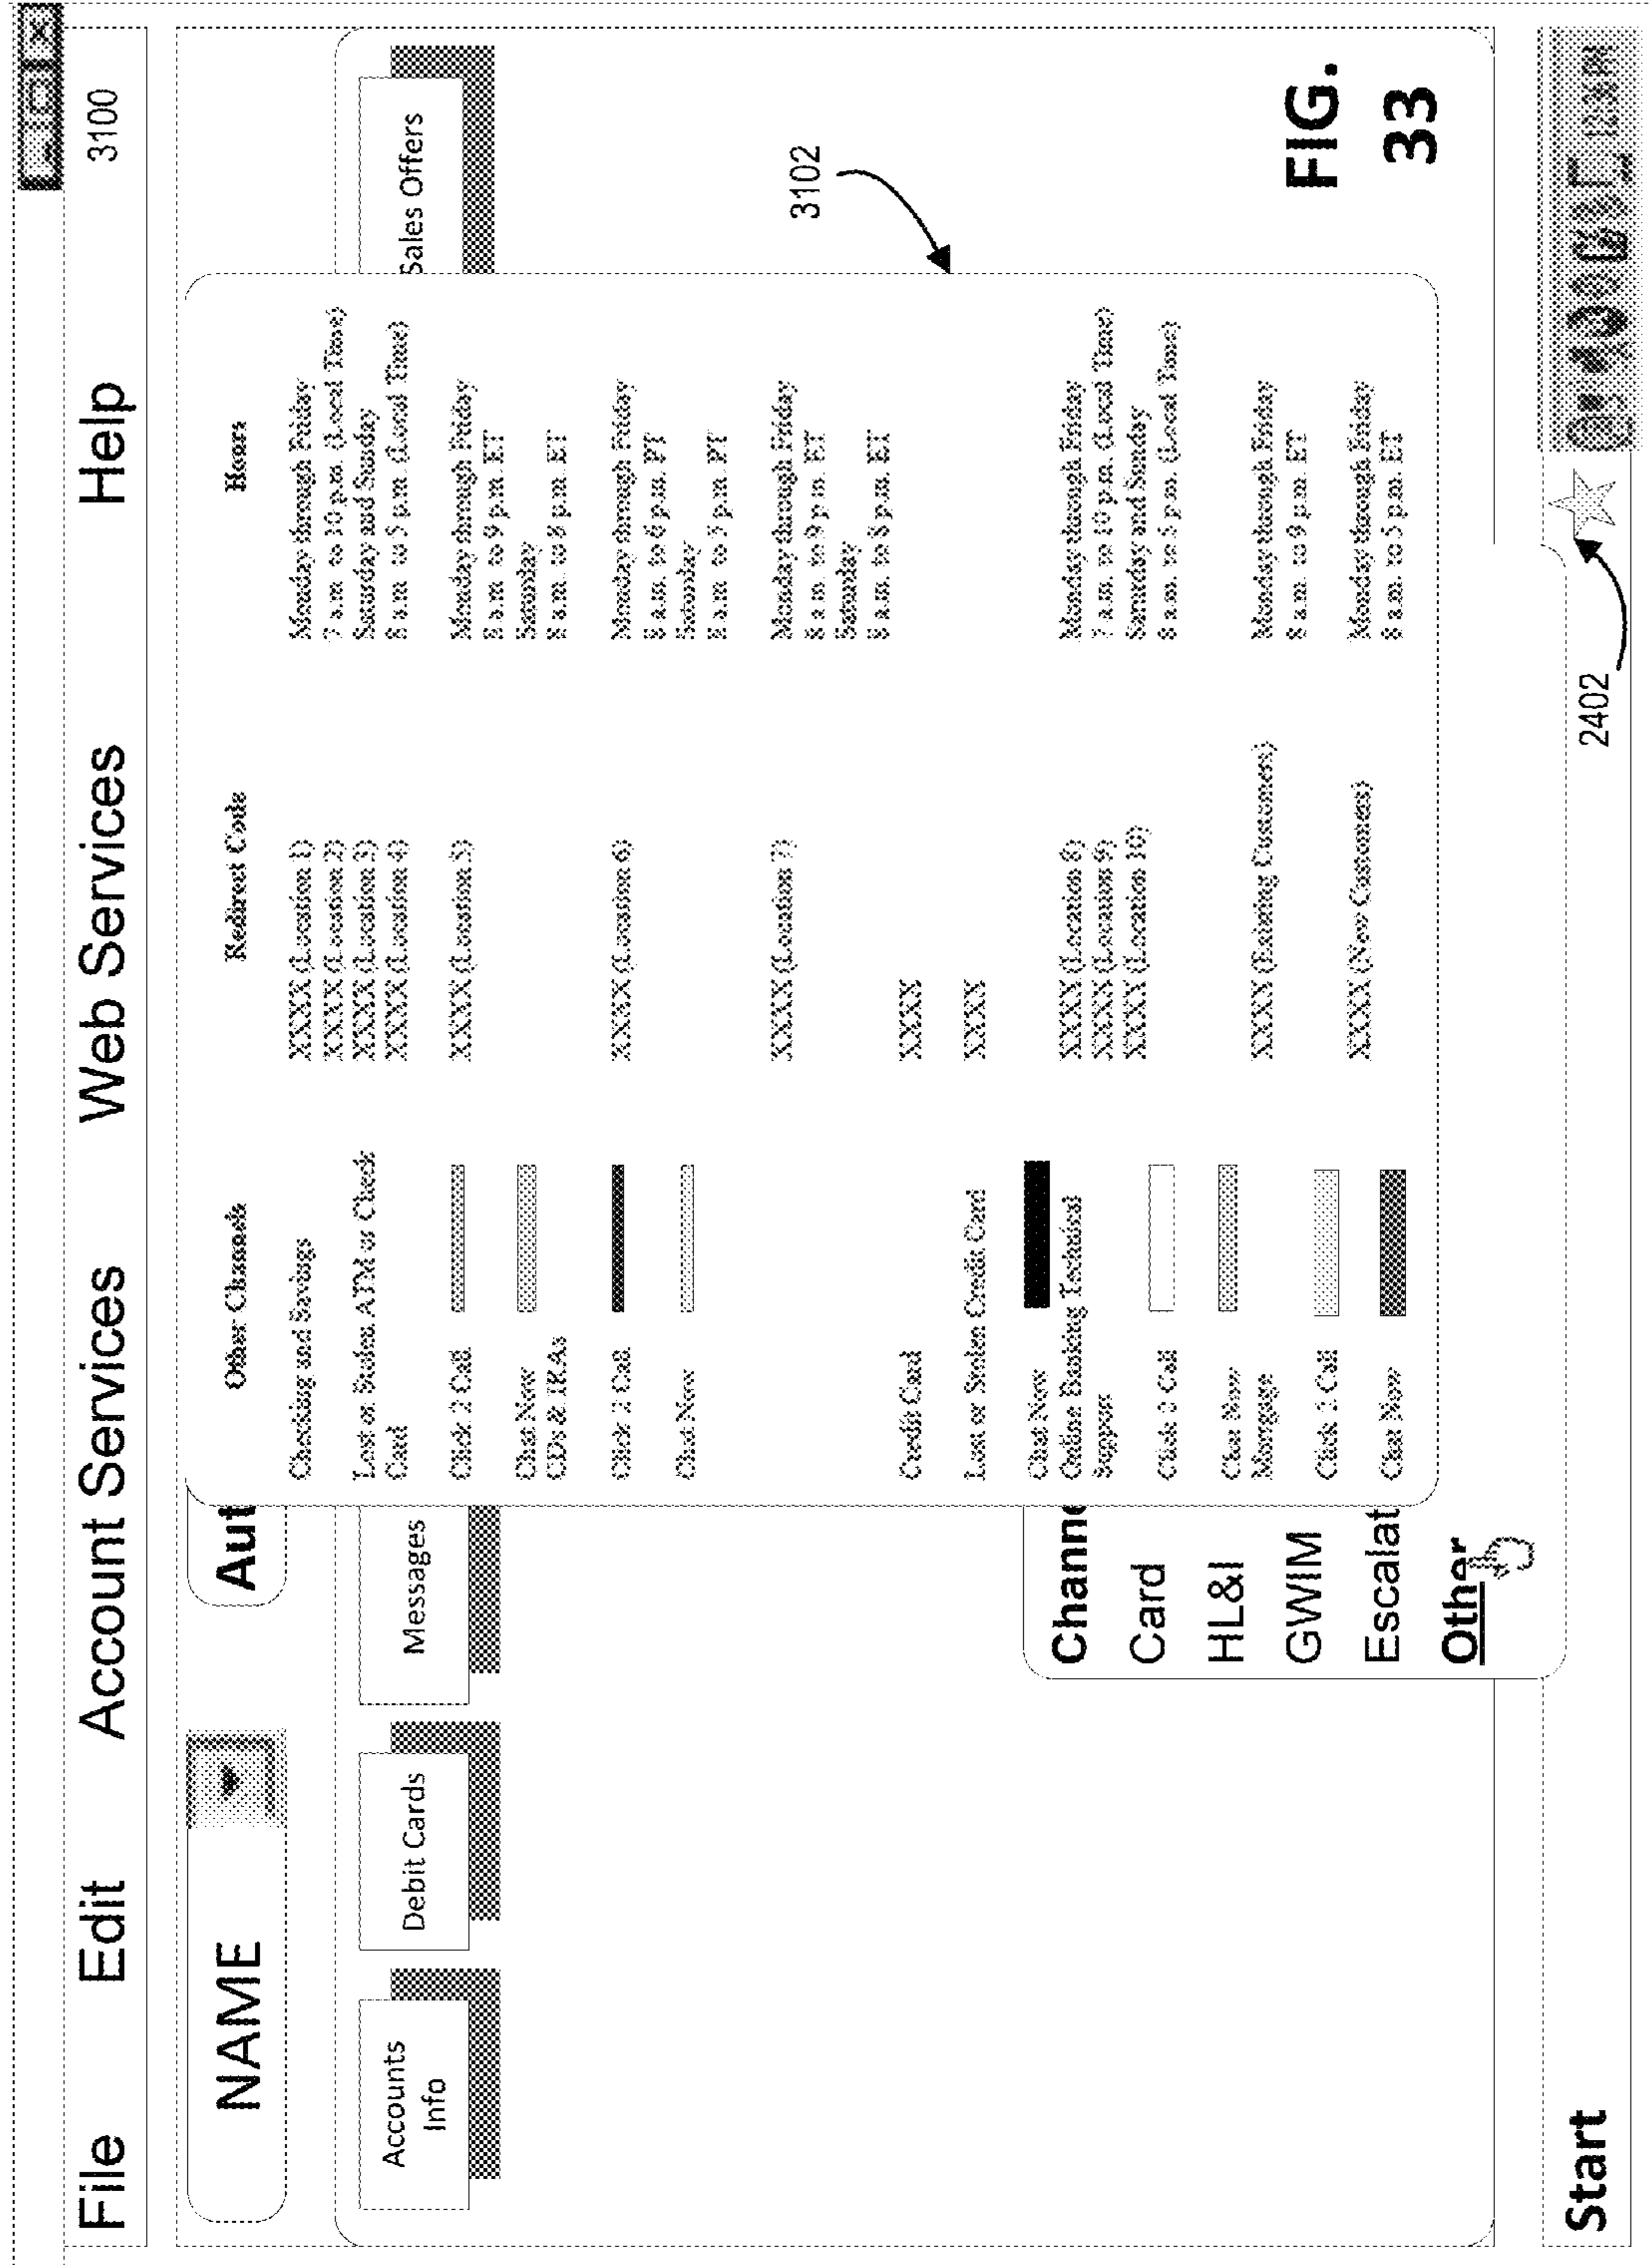 3100
File Edit Account Services Web Services Help
NAME
Aut
Accounts
Info
Debit Cards
Messages
Sales Offers
Other Channels
Redirect Code
Hours
Checking and Savings
XXXX (Location 1)
XXXX (Location 2)
XXXX (Location 3)
XXXX (Location 4)
Monday through Friday
7 a.m. to 10 p.m. (Local Time)
Saturday and Sunday
8 a.m. to 5 p.m. (Local Time)
Lost or Stolen ATM or Check
Card
Click 2 Call
XXXX (Location 5)
Monday through Friday
8 a.m. to 9 p.m. ET
Saturday
8 a.m. to 8 p.m. ET
Chat Now
CDs & IRAs
Click 2 Call
XXXX (Location 6)
Monday through Friday
8 a.m. to 6 p.m. PT
Saturday
8 a.m. to 5 p.m. PT
Chat Now
XXXX (Location 7)
Monday through Friday
8 a.m. to 9 p.m. ET
Saturday
8 a.m. to 6 p.m. ET
Credit Card
XXXX
Lost or Stolen Credit Card
XXXX
Chat Now
Online Banking Technical
Support
XXXX (Location 8)
XXXX (Location 9)
XXXX (Location 10)
Monday through Friday
7 a.m. to 10 p.m. (Local Time)
Saturday and Sunday
8 a.m. to 5 p.m. (Local Time)
Click 2 Call
Chat Now
Mortgage
XXXX (Existing Customers)
Monday through Friday
8 a.m. to 9 p.m. ET
Click 2 Call
XXXX (New Customers)
Monday through Friday
8 a.m. to 5 p.m. ET
Chat Now
3102
Channe
Card
HL&I
GWIM
Escalat
Other
FIG.
33
2402
Start